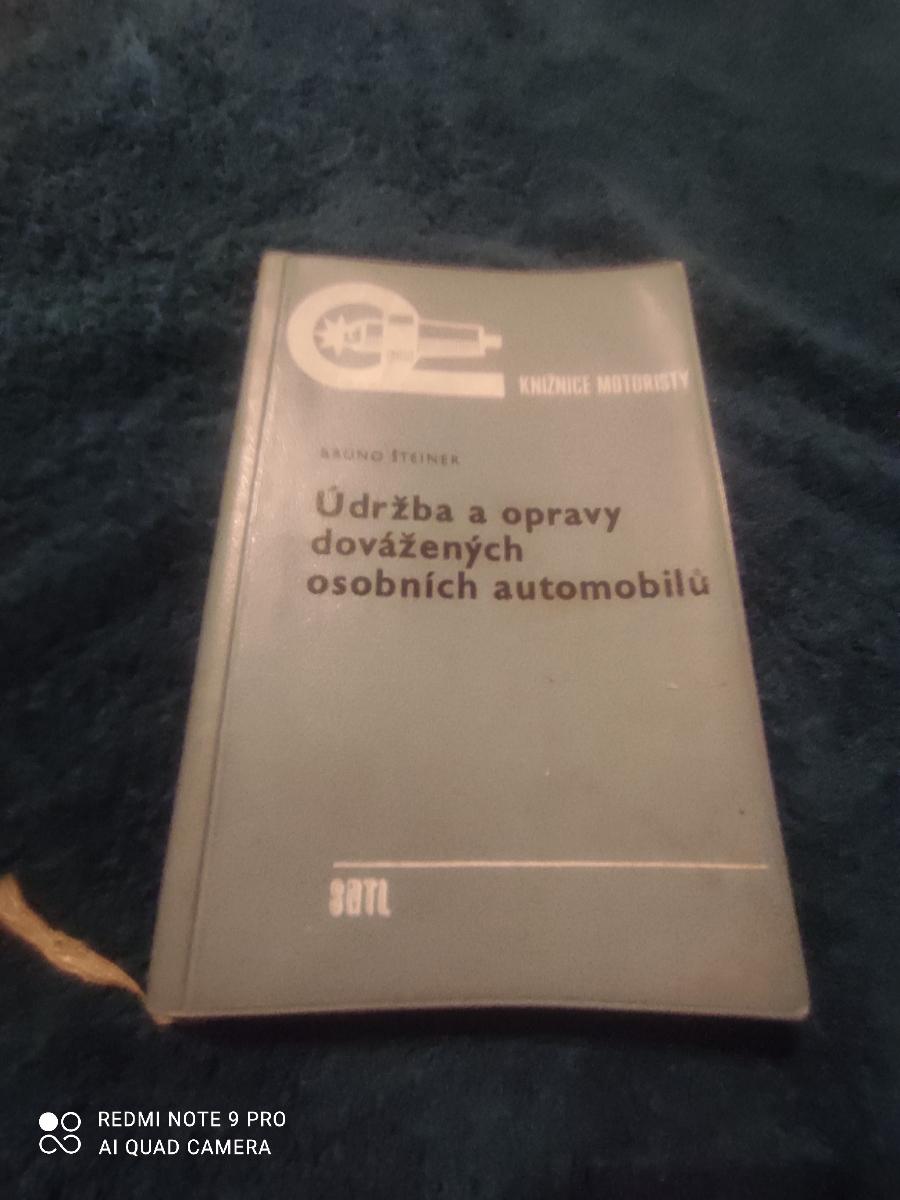 KNIŽNICE MOTORISTY
BRUNO ŠTEINER
Údržba a opravy
dovážených
osobních automobilů
SNTL
REDMI NOTE 9 PRO
AI QUAD CAMERA